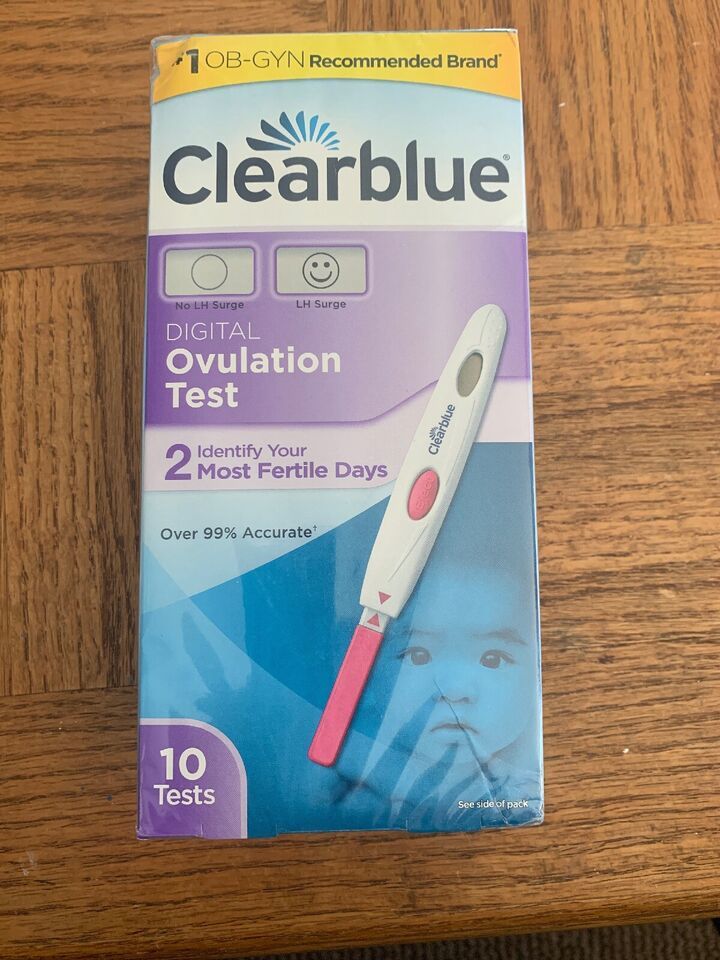 #1 OB-GYN Recommended Brand*
Clearblue®
No LH Surge
LH Surge
DIGITAL
Ovulation
Test
2 Identify Your
Most Fertile Days
Over 99% Accurate†
Clearblue
eject
10
Tests
See side of pack